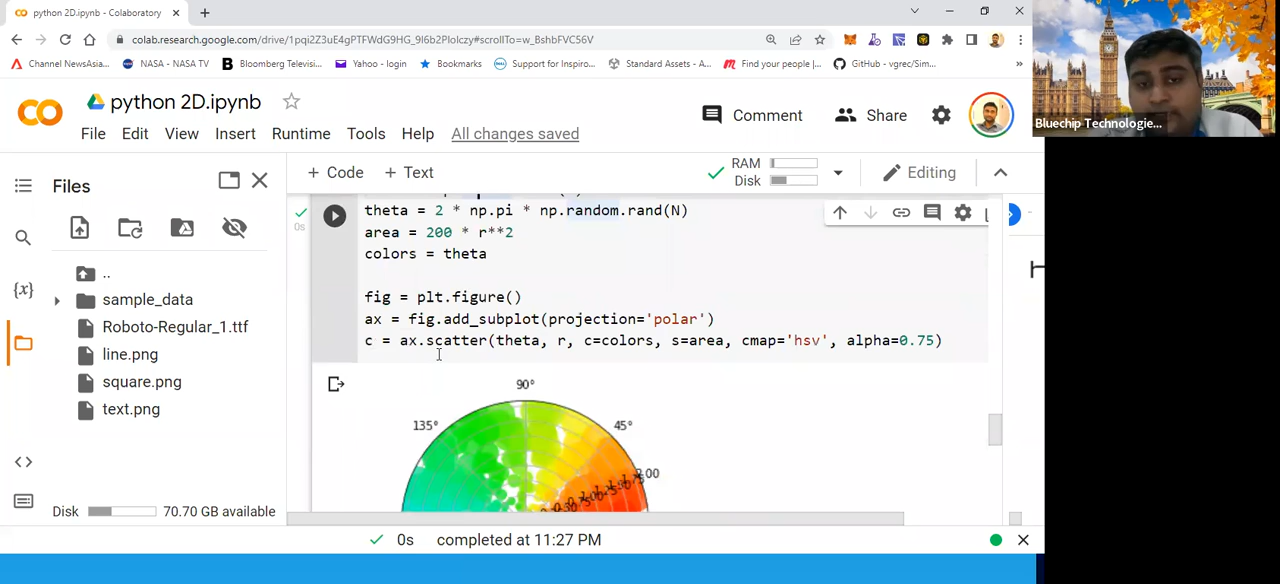 python 2D.ipynb - Colaboratory
colab.research.google.com/drive/1pqi2Z3uE4gPTFWdG9HG_9l6b2PIolczy#scrollTo=w_BshbFVC56V
Channel NewsAsia... NASA - NASA TV Bloomberg Televisi... Yahoo - login Bookmarks Support for Inspiro... Standard Assets - A... Find your people |... GitHub - vgrec/Sim... »
Bluechip Technologie...
python 2D.ipynb
File Edit View Insert Runtime Tools Help All changes saved
Comment Share
+ Code + Text
RAM
Disk
Editing
Files
..
sample_data
Roboto-Regular_1.ttf
line.png
square.png
text.png
Disk 70.70 GB available
{x}
0s
theta = 2 * np.pi * np.random.rand(N)
area = 200 * r**2
colors = theta
fig = plt.figure()
ax = fig.add_subplot(projection='polar')
c = ax.scatter(theta, r, c=colors, s=area, cmap='hsv', alpha=0.75)
90°
135° 45°
0s completed at 11:27 PM